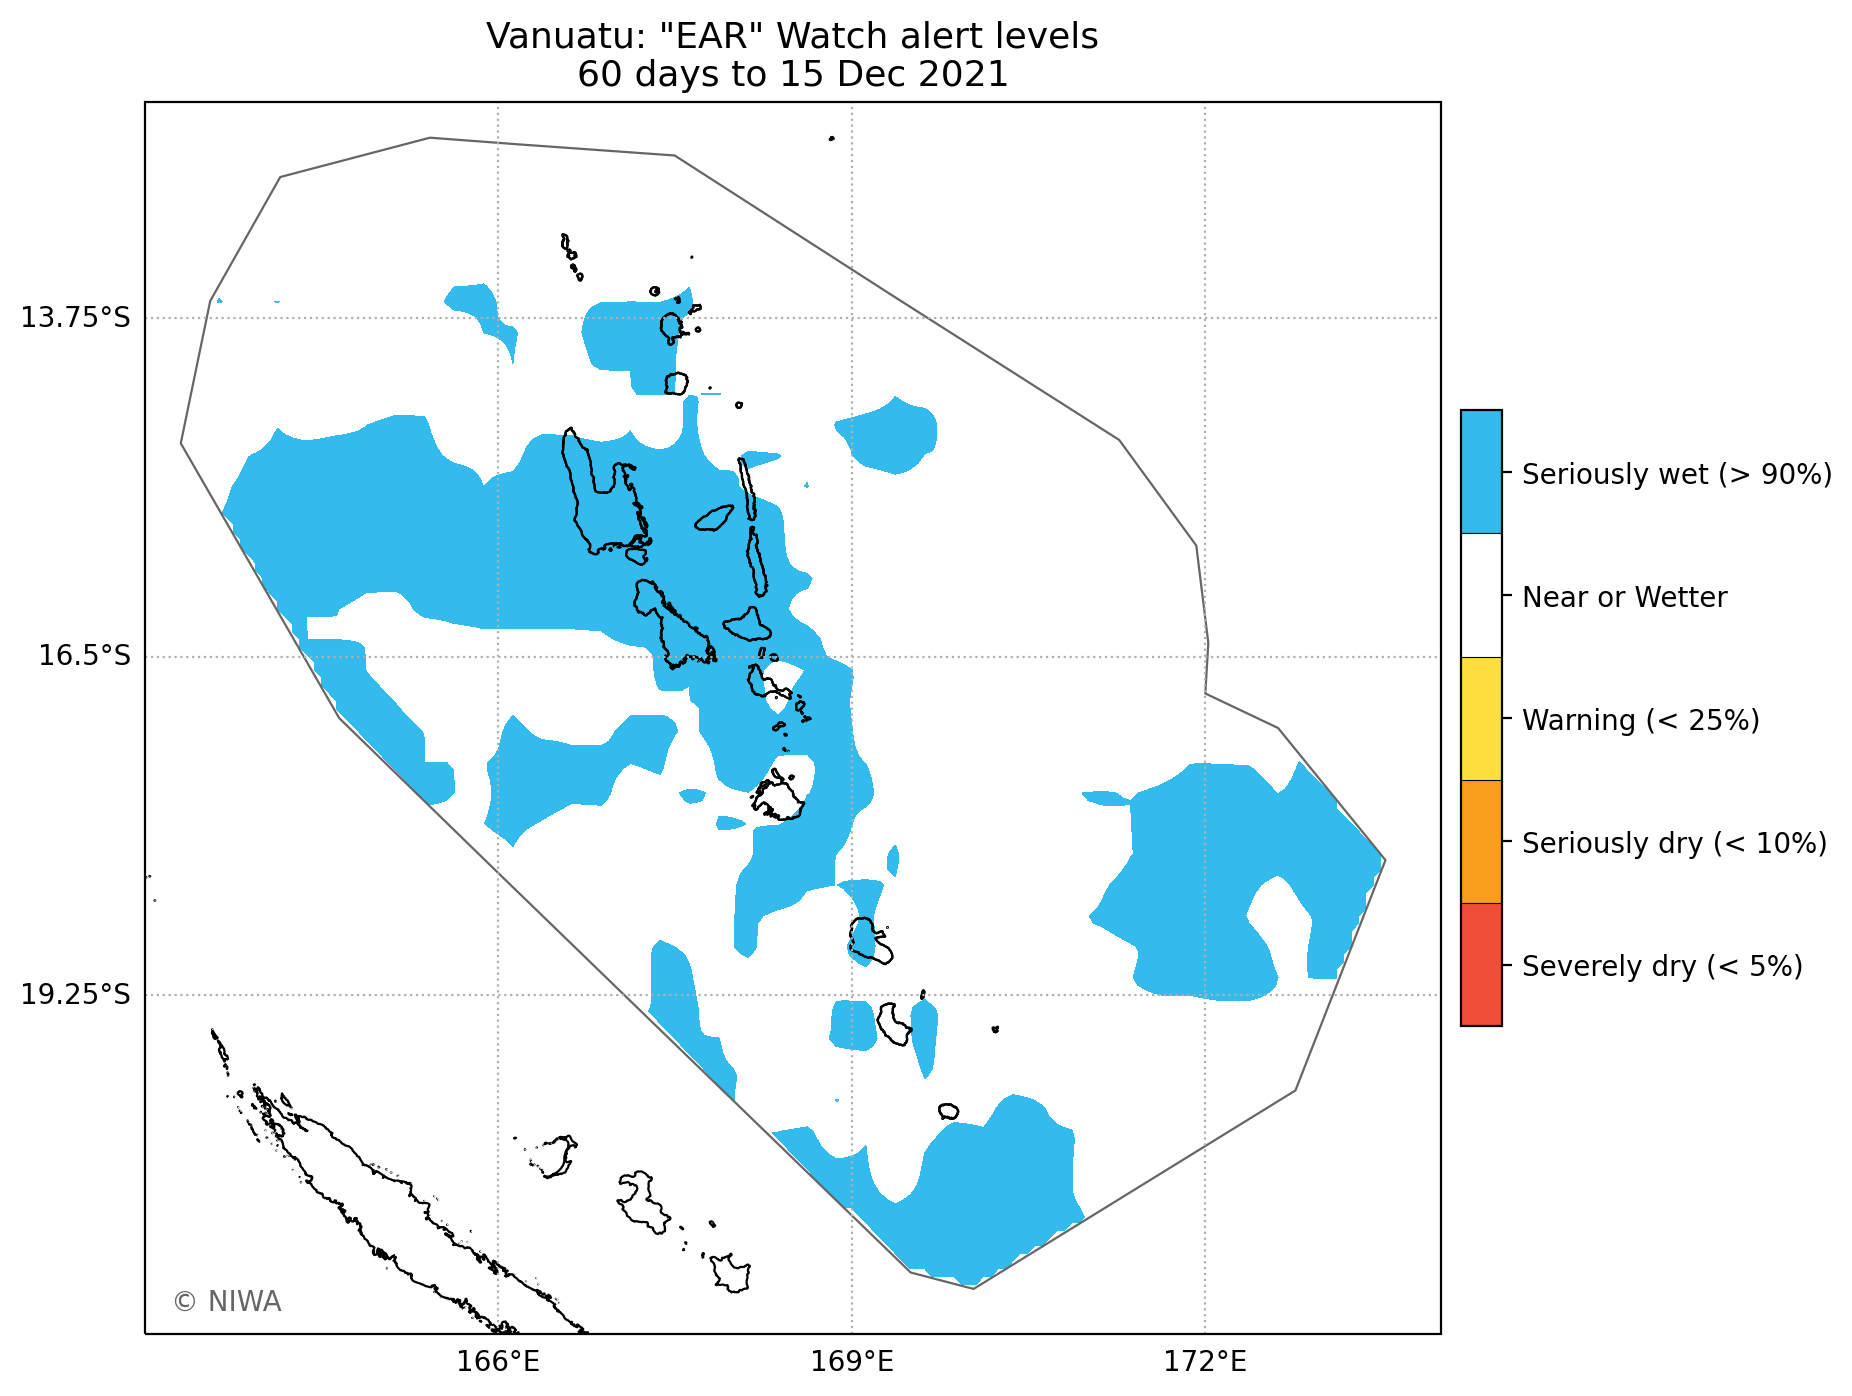 Vanuatu: "EAR" Watch alert levels
60 days to 15 Dec 2021
13.75°S
16.5°S
19.25°S
166°E
169°E
172°E
Seriously wet (> 90%)
Near or Wetter
Warning (< 25%)
Seriously dry (< 10%)
Severely dry (< 5%)
© NIWA